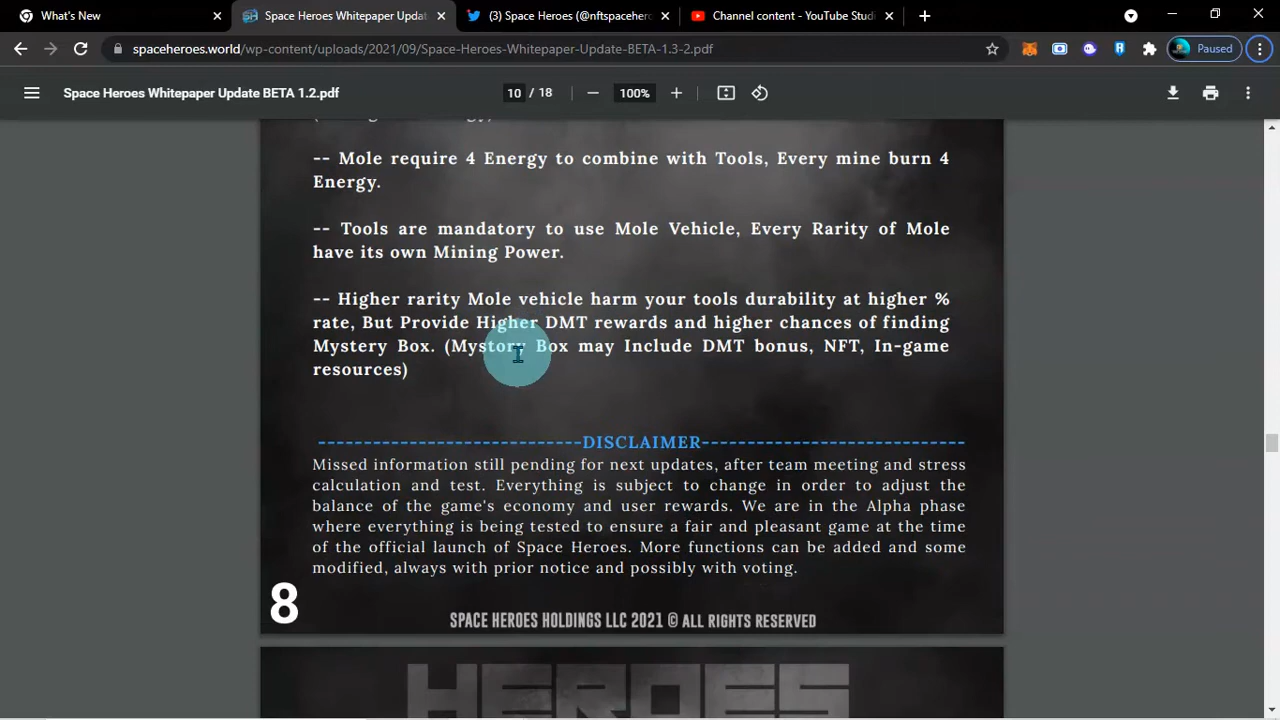 What's New
Space Heroes Whitepaper Updat
(3) Space Heroes (@nftspaceher
Channel content - YouTube Studi
spaceheroes.world/wp-content/uploads/2021/09/Space-Heroes-Whitepaper-Update-BETA-1.3-2.pdf
Paused
Space Heroes Whitepaper Update BETA 1.2.pdf
10 / 18
100%
-- Mole require 4 Energy to combine with Tools, Every mine burn 4
Energy.
-- Tools are mandatory to use Mole Vehicle, Every Rarity of Mole
have its own Mining Power.
-- Higher rarity Mole vehicle harm your tools durability at higher %
rate, But Provide Higher DMT rewards and higher chances of finding
Mystery Box. (Mystory Box may Include DMT bonus, NFT, In-game
resources)
----------------------------DISCLAIMER----------------------------
Missed information still pending for next updates, after team meeting and stress
calculation and test. Everything is subject to change in order to adjust the
balance of the game's economy and user rewards. We are in the Alpha phase
where everything is being tested to ensure a fair and pleasant game at the time
of the official launch of Space Heroes. More functions can be added and some
modified, always with prior notice and possibly with voting.
8
SPACE HEROES HOLDINGS LLC 2021 © ALL RIGHTS RESERVED
HEROES